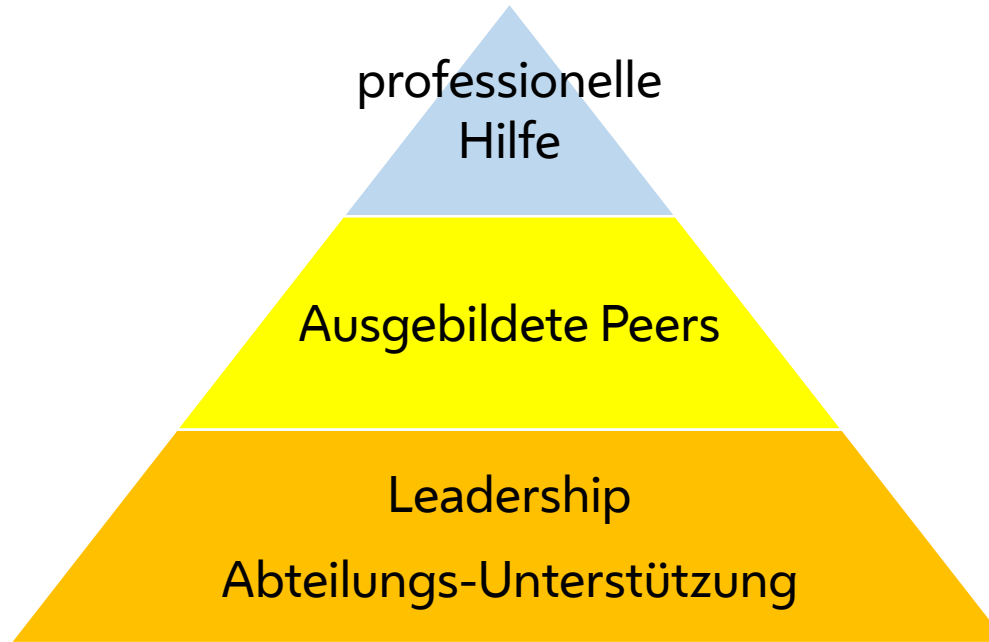 professionelle
Hilfe
Ausgebildete Peers
Leadership
Abteilungs-Unterstützung